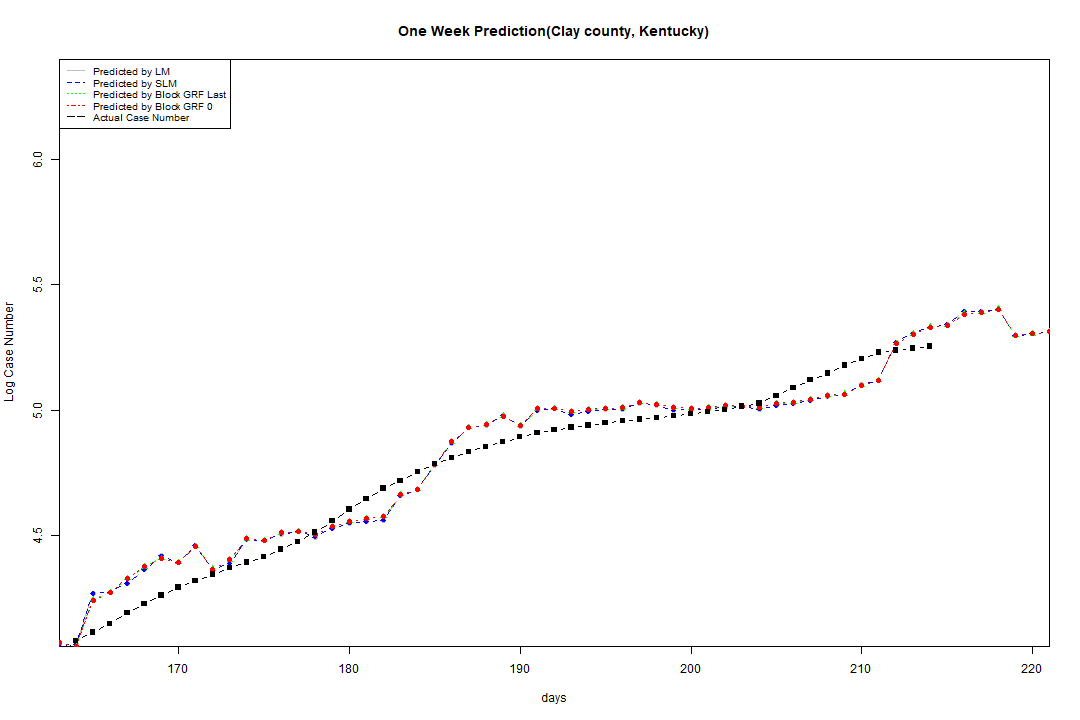 One Week Prediction(Clay county, Kentucky)
Predicted by LM
Predicted by SLM
Predicted by Block GRF Last
Predicted by Block GRF 0
Actual Case Number
6.0
5.5
5.0
4.5
Log Case Number
170 180 190 200 210 220
days